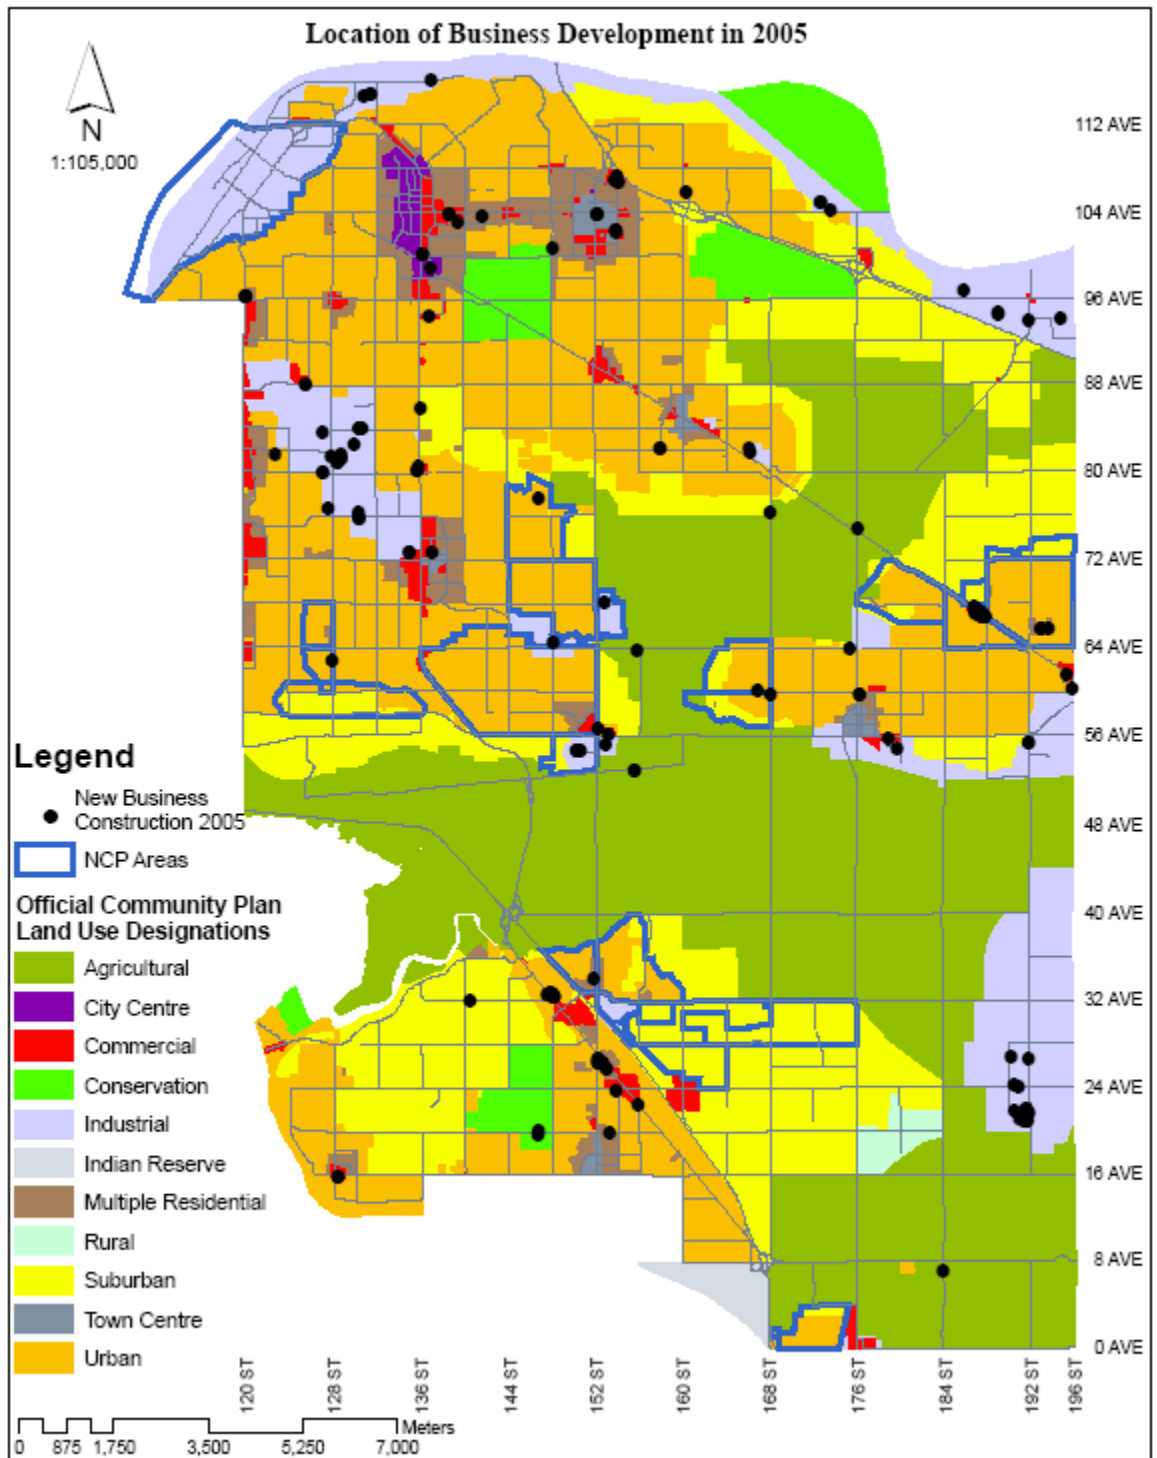 Location of Business Development in 2005
N
1:105,000
112 AVE
104 AVE
96 AVE
88 AVE
80 AVE
72 AVE
64 AVE
56 AVE
48 AVE
40 AVE
32 AVE
24 AVE
16 AVE
8 AVE
0 AVE
Legend
New Business
Construction 2005
NCP Areas
Official Community Plan
Land Use Designations
Agricultural
City Centre
Commercial
Conservation
Industrial
Indian Reserve
Multiple Residential
Rural
Suburban
Town Centre
Urban
120 ST
128 ST
136 ST
144 ST
152 ST
160 ST
168 ST
176 ST
184 ST
192 ST
196 ST
Meters
0 875 1,750 3,500 5,250 7,000